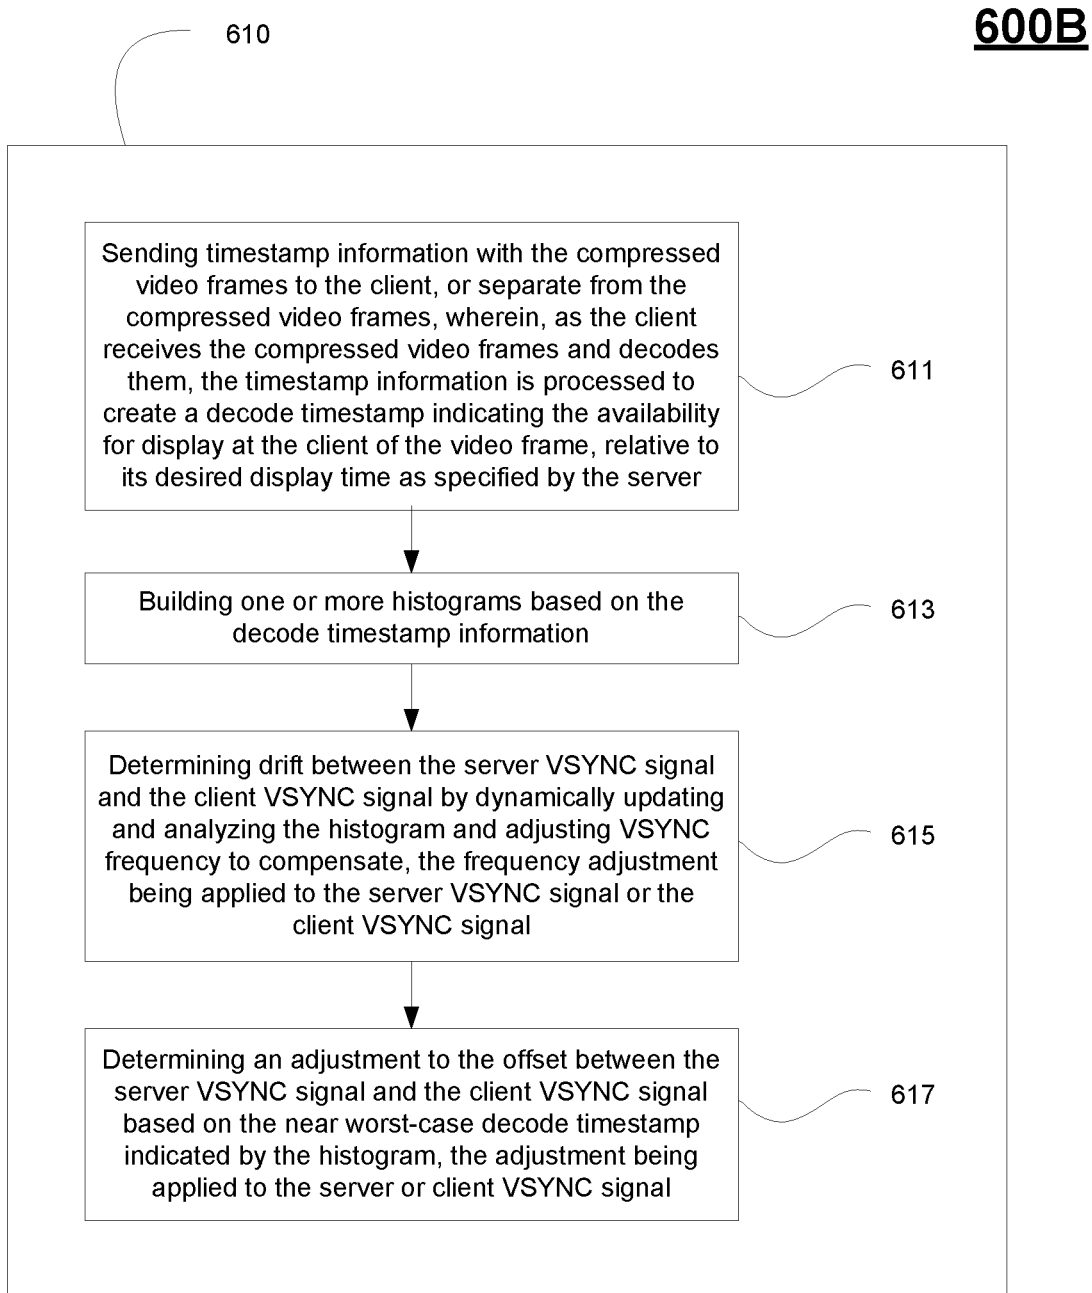 600B
610
Sending timestamp information with the compressed
video frames to the client, or separate from the
compressed video frames, wherein, as the client
receives the compressed video frames and decodes
them, the timestamp information is processed to
create a decode timestamp indicating the availability
for display at the client of the video frame, relative to
its desired display time as specified by the server
611
Building one or more histograms based on the
decode timestamp information
613
Determining drift between the server VSYNC signal
and the client VSYNC signal by dynamically updating
and analyzing the histogram and adjusting VSYNC
frequency to compensate, the frequency adjustment
being applied to the server VSYNC signal or the
client VSYNC signal
615
Determining an adjustment to the offset between the
server VSYNC signal and the client VSYNC signal
based on the near worst-case decode timestamp
indicated by the histogram, the adjustment being
applied to the server or client VSYNC signal
617